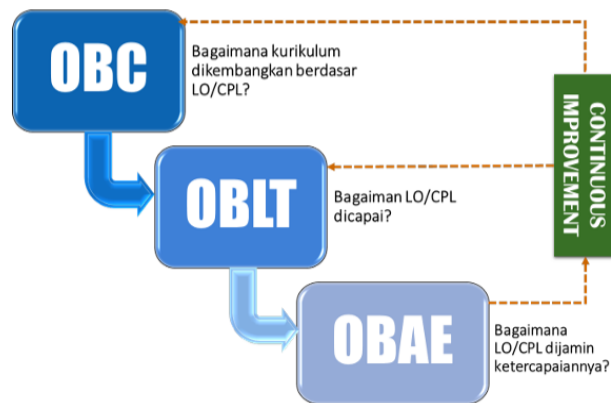 OBC
Bagaimana kurikulum
dikembangkan berdasar
LO/CPL?
OBLT
Bagaiman LO/CPL
dicapai?
OBAE
Bagaimana
LO/CPL dijamin
ketercapaiannya?
CONTINUOUS
IMPROVEMENT